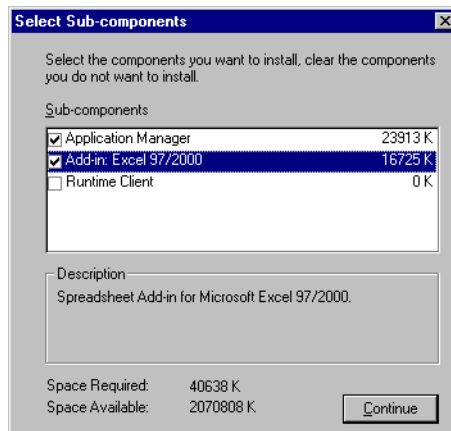 Select Sub-components
Select the components you want to install, clear the components
you do not want to install.
Sub-components
Application Manager 23913 K
Add-in: Excel 97/2000 16725 K
Runtime Client 0 K
Description
Spreadsheet Add-in for Microsoft Excel 97/2000.
Space Required: 40638 K
Space Available: 2070808 K
Continue